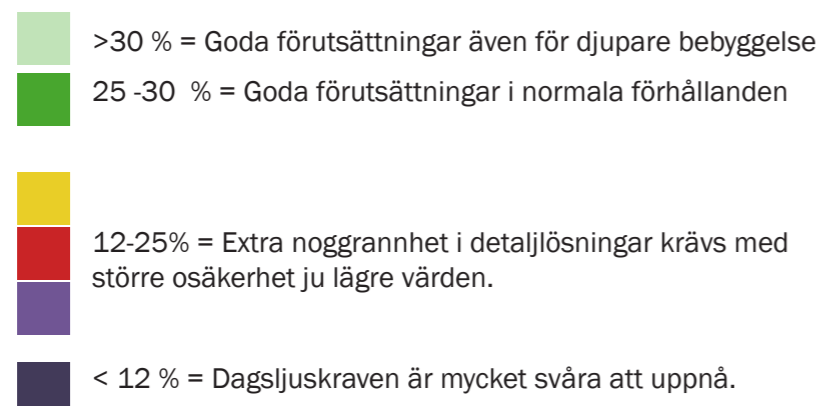 >30 % = Goda förutsättningar även för djupare bebyggelse
25 -30 % = Goda förutsättningar i normala förhållanden
12-25% = Extra noggrannhet i detaljlösningar krävs med
större osäkerhet ju lägre värden.
< 12 % = Dagsljuskraven är mycket svåra att uppnå.